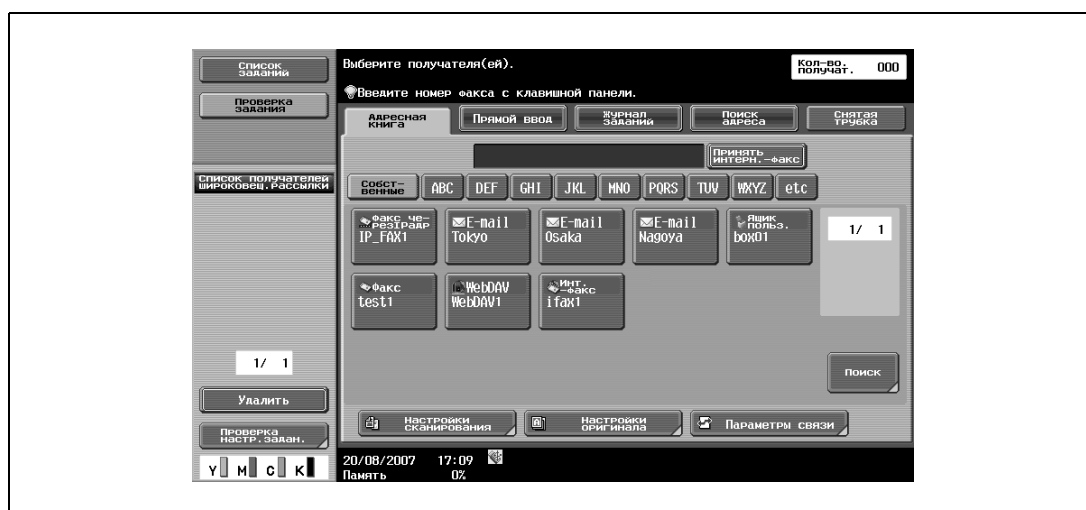 Список
заданий
Проверка
задания
Список получателей
широковещ.рассылки
1/ 1
Удалить
Проверка
настр.задан.
Y M C K
Выберите получателя(ей).
Кол-во.
получат. 000
Введите номер факса с клавишной панели.
Адресная
книга
Прямой ввод
Журнал
заданий
Поиск
адреса
Снятая
трубка
Принять
интерн.-факс
Собст-
венные
ABC
DEF
GHI
JKL
MNO
PQRS
TUV
WXYZ
etc
Факс че-
резIPадр
IP_FAX1
E-mail
Tokyo
E-mail
Osaka
E-mail
Nagoya
Ящик
польз.
box01
1/ 1
Факс
test1
WebDAV
WebDAV1
Инт.
-факс
ifax1
Поиск
Настройки
сканирования
Настройки
оригинала
Параметры связи
20/08/2007 17:09
Память 0%